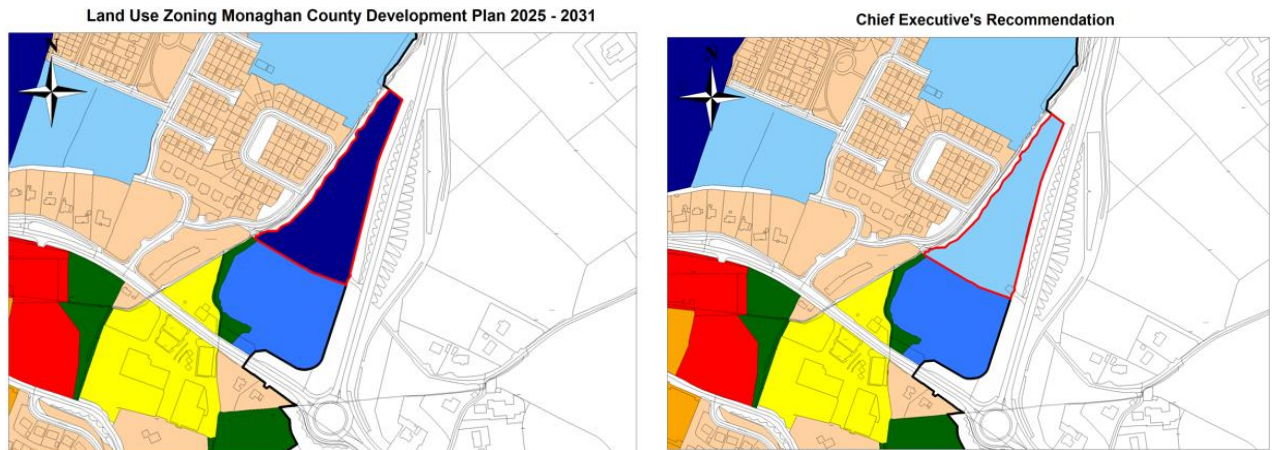 Land Use Zoning Monaghan County Development Plan 2025 - 2031
Chief Executive's Recommendation
N
N